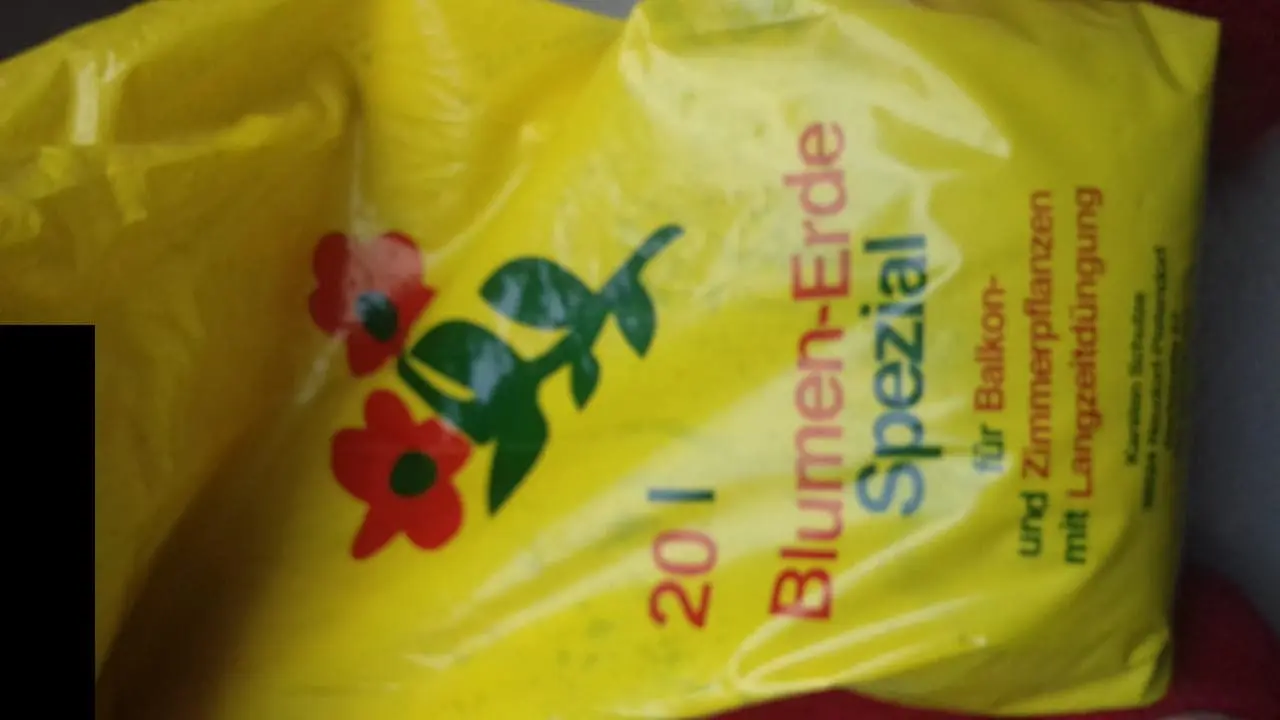 20 l
Blumen-Erde
Spezial
für Balkon-
und Zimmerpflanzen
mit Langzeitdüngung